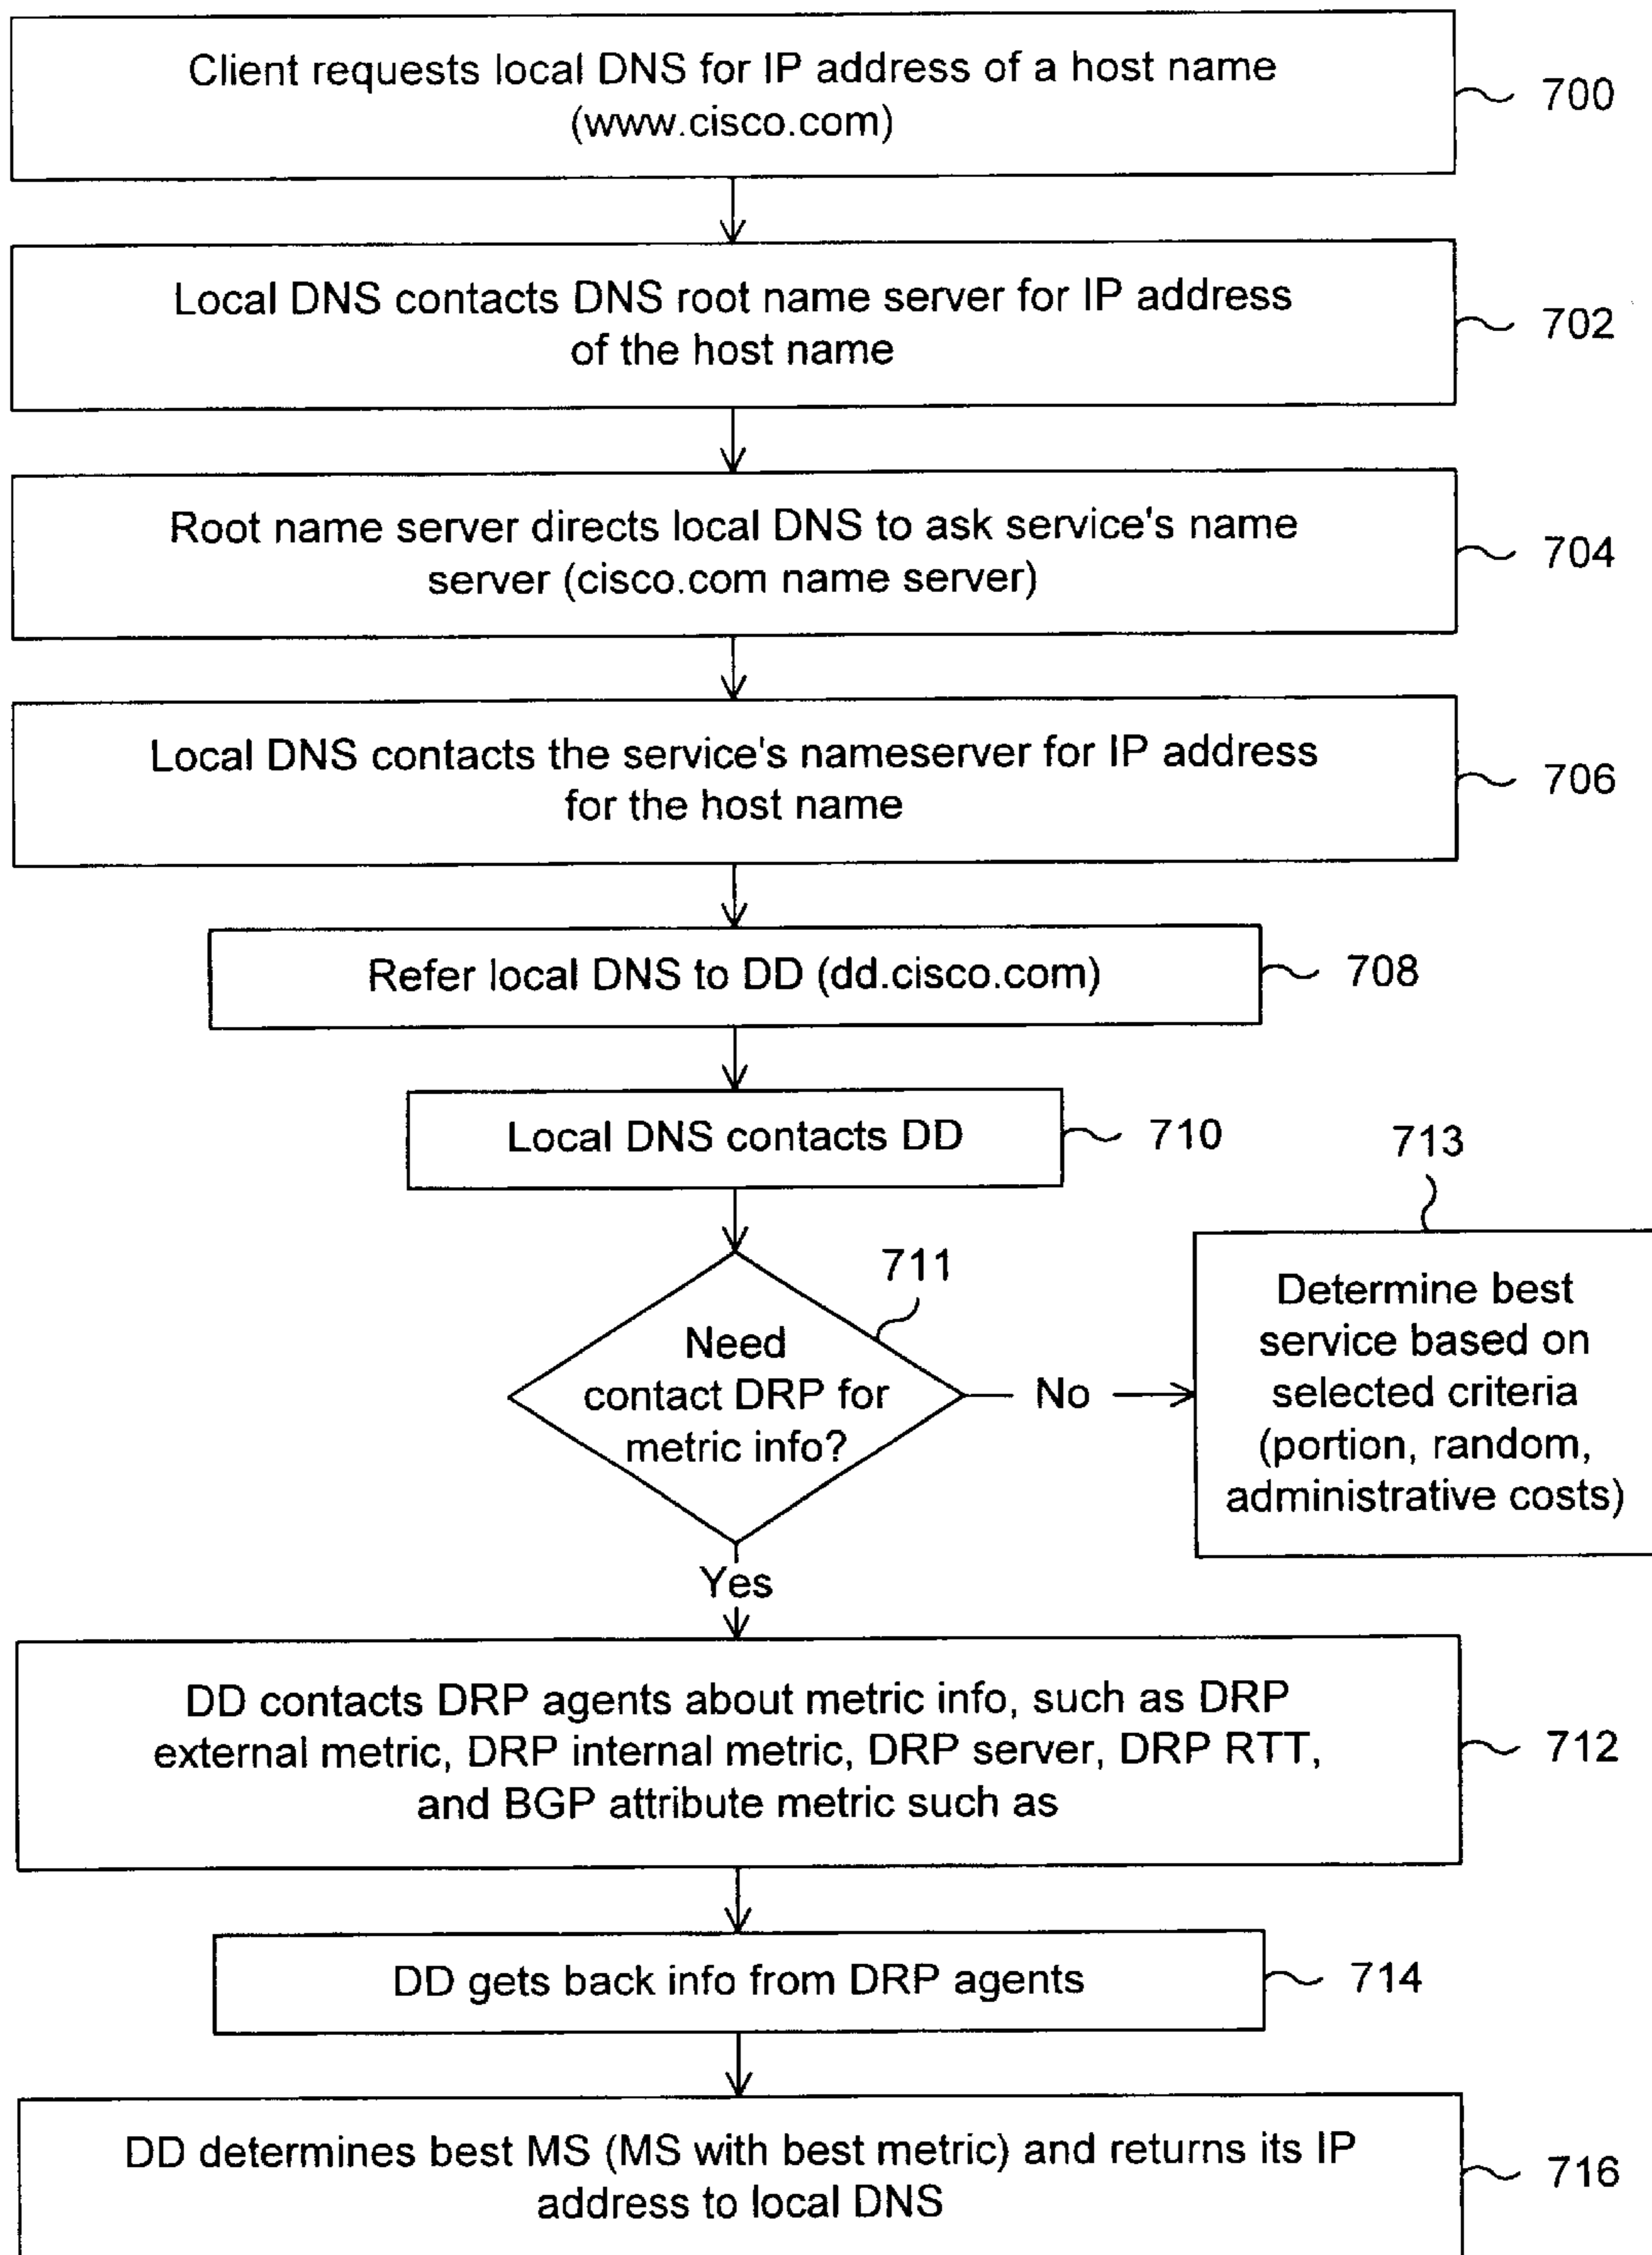 Client requests local DNS for IP address of a host name
(www.cisco.com)
700
Local DNS contacts DNS root name server for IP address
of the host name
702
Root name server directs local DNS to ask service's name
server (cisco.com name server)
704
Local DNS contacts the service's nameserver for IP address
for the host name
706
Refer local DNS to DD (dd.cisco.com)
708
Local DNS contacts DD
710
711
Need
contact DRP for
metric info?
No
713
Determine best
service based on
selected criteria
(portion, random,
administrative costs)
Yes
DD contacts DRP agents about metric info, such as DRP
external metric, DRP internal metric, DRP server, DRP RTT,
and BGP attribute metric such as
712
DD gets back info from DRP agents
714
DD determines best MS (MS with best metric) and returns its IP
address to local DNS
716